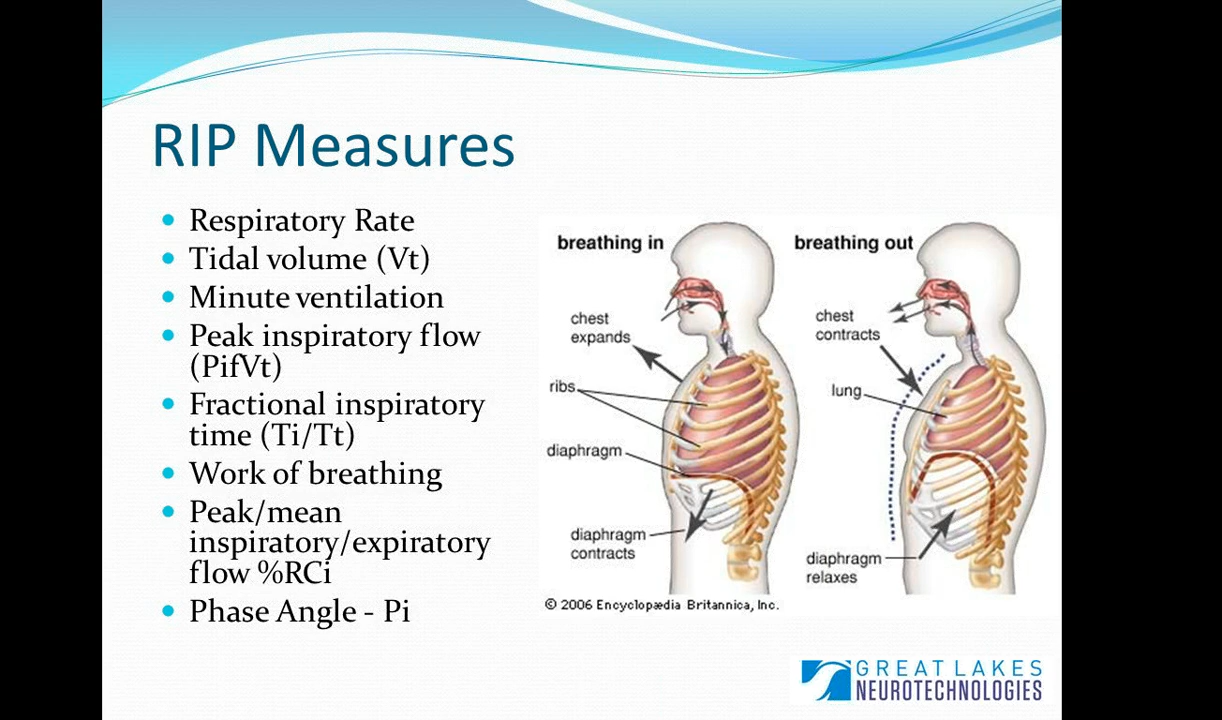 RIP Measures
Respiratory Rate
Tidal volume (Vt)
Minute ventilation
Peak inspiratory flow
(PifVt)
Fractional inspiratory
time (Ti/Tt)
Work of breathing
Peak/mean
inspiratory/expiratory
flow %RCi
Phase Angle - Pi
breathing in
chest
expands
ribs
diaphragm
diaphragm
contracts
breathing out
chest
contracts
lung
diaphragm
relaxes
© 2006 Encyclopædia Britannica, Inc.
GREAT LAKES
NEUROTECHNOLOGIES